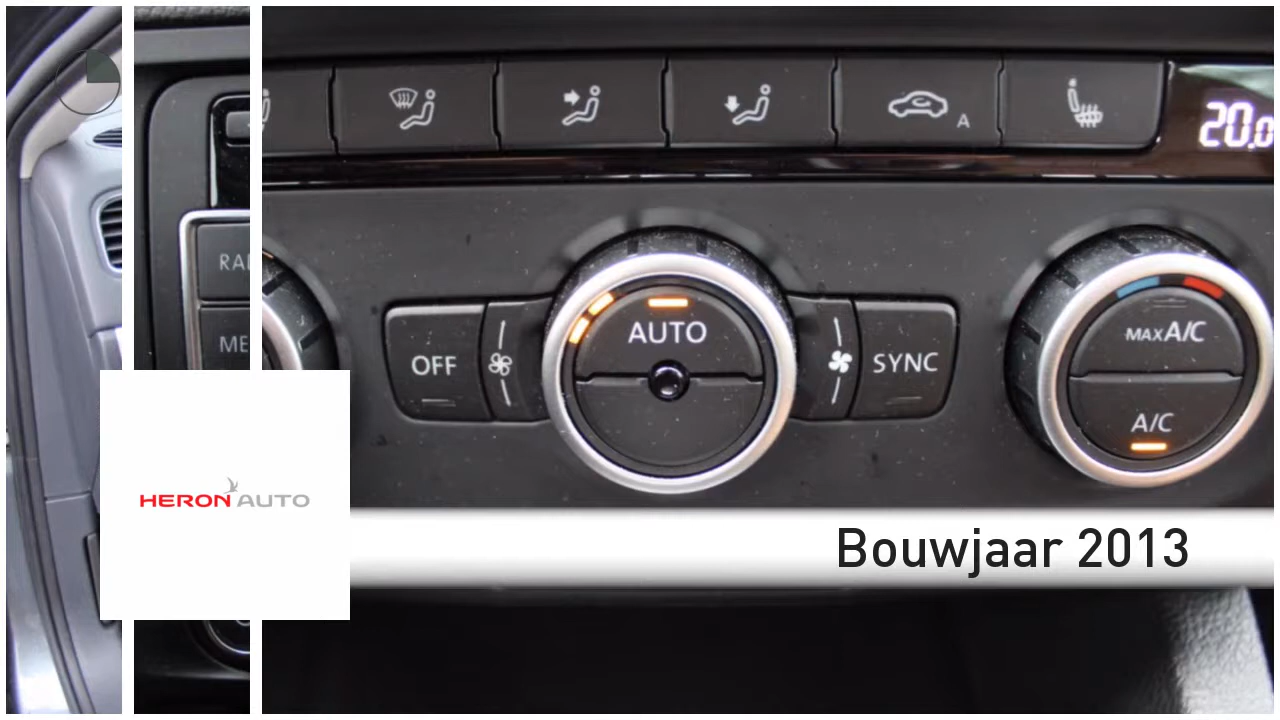 A
20.0
RA
ME
OFF
AUTO
SYNC
MAX A/C
A/C
HERON AUTO
Bouwjaar 2013